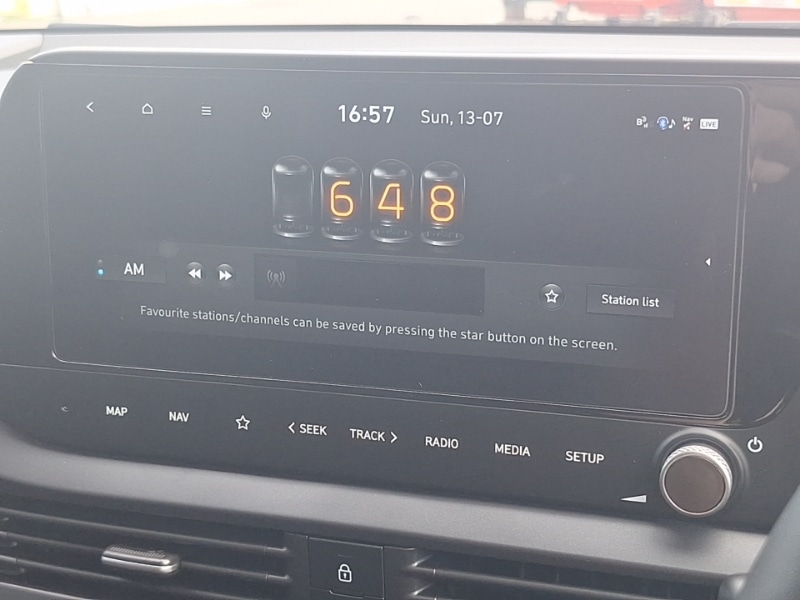 16:57 Sun, 13-07
Nav
LIVE
648
AM
Station list
Favourite stations/channels can be saved by pressing the star button on the screen.
MAP NAV < SEEK TRACK > RADIO MEDIA SETUP